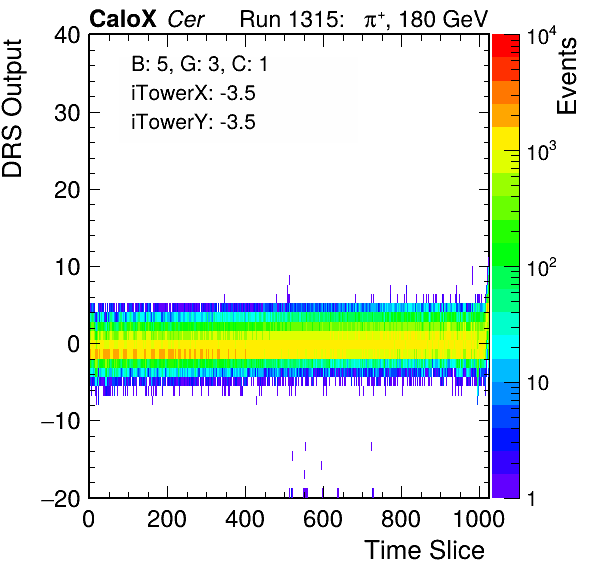 CaloX Cer Run 1315: π⁺, 180 GeV
B: 5, G: 3, C: 1
iTowerX: -3.5
iTowerY: -3.5
DRS Output
40
30
20
10
0
−10
−20
0 200 400 600 800 1000
Time Slice
Events
10⁴
10³
10²
10
1